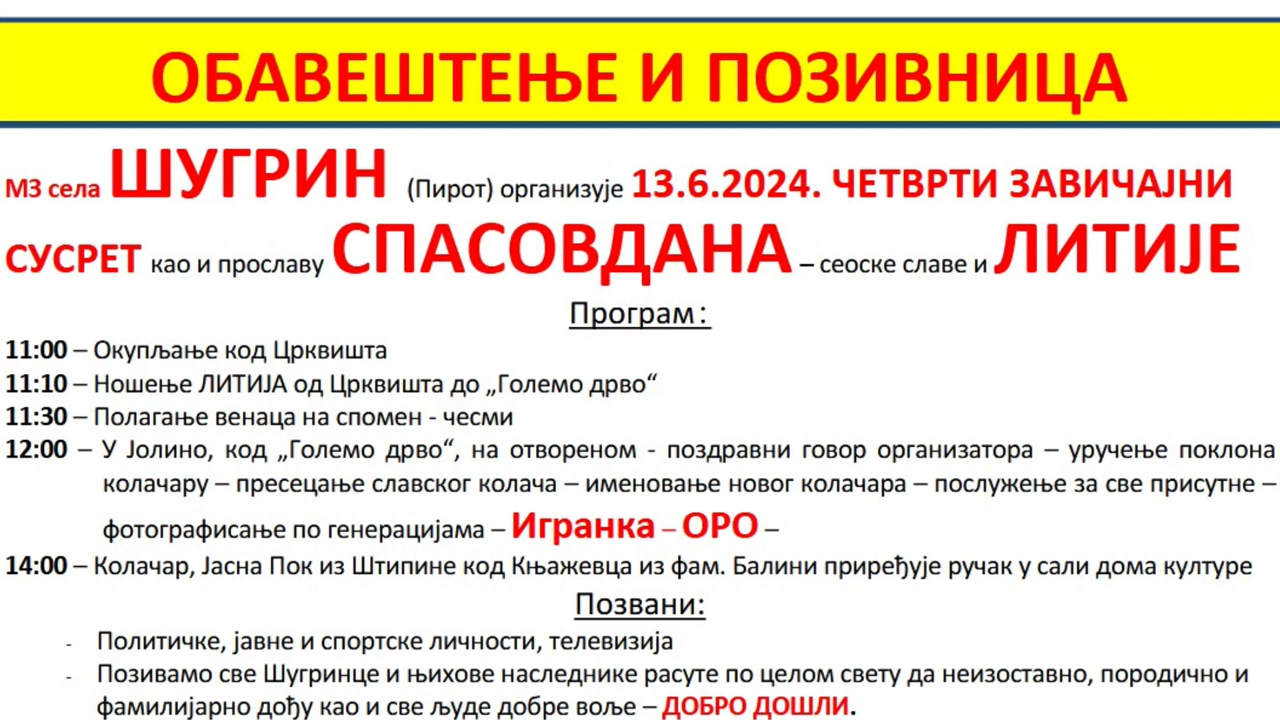 ОБАВЕШТЕЊЕ И ПОЗИВНИЦА
МЗ села ШУГРИН (Пирот) организује 13.6.2024. ЧЕТВРТИ ЗАВИЧАЈНИ
СУСРЕТ као и прославу СПАСОВДАНА – сеоске славе и ЛИТИЈЕ
Програм:
11:00 – Окупљање код Црквишта
11:10 – Ношење ЛИТИЈА од Црквишта до „Големо дрво“
11:30 – Полагање венаца на спомен - чесми
12:00 – У Јолино, код „Големо дрво“, на отвореном - поздравни говор организатора – уручење поклона
колачару – пресецање славског колача – именовање новог колачара – послужење за све присутне –
фотографисање по генерацијама – Игранка – ОРО –
14:00 – Колачар, Јасна Пок из Штипине код Књажевца из фам. Балини приређује ручак у сали дома културе
Позвани:
- Политичке, јавне и спортске личности, телевизија
- Позивамо све Шугринце и њихове наследнике расуте по целом свету да неизоставно, породично и
фамилијарно дођу као и све људе добре воље – ДОБРО ДОШЛИ.